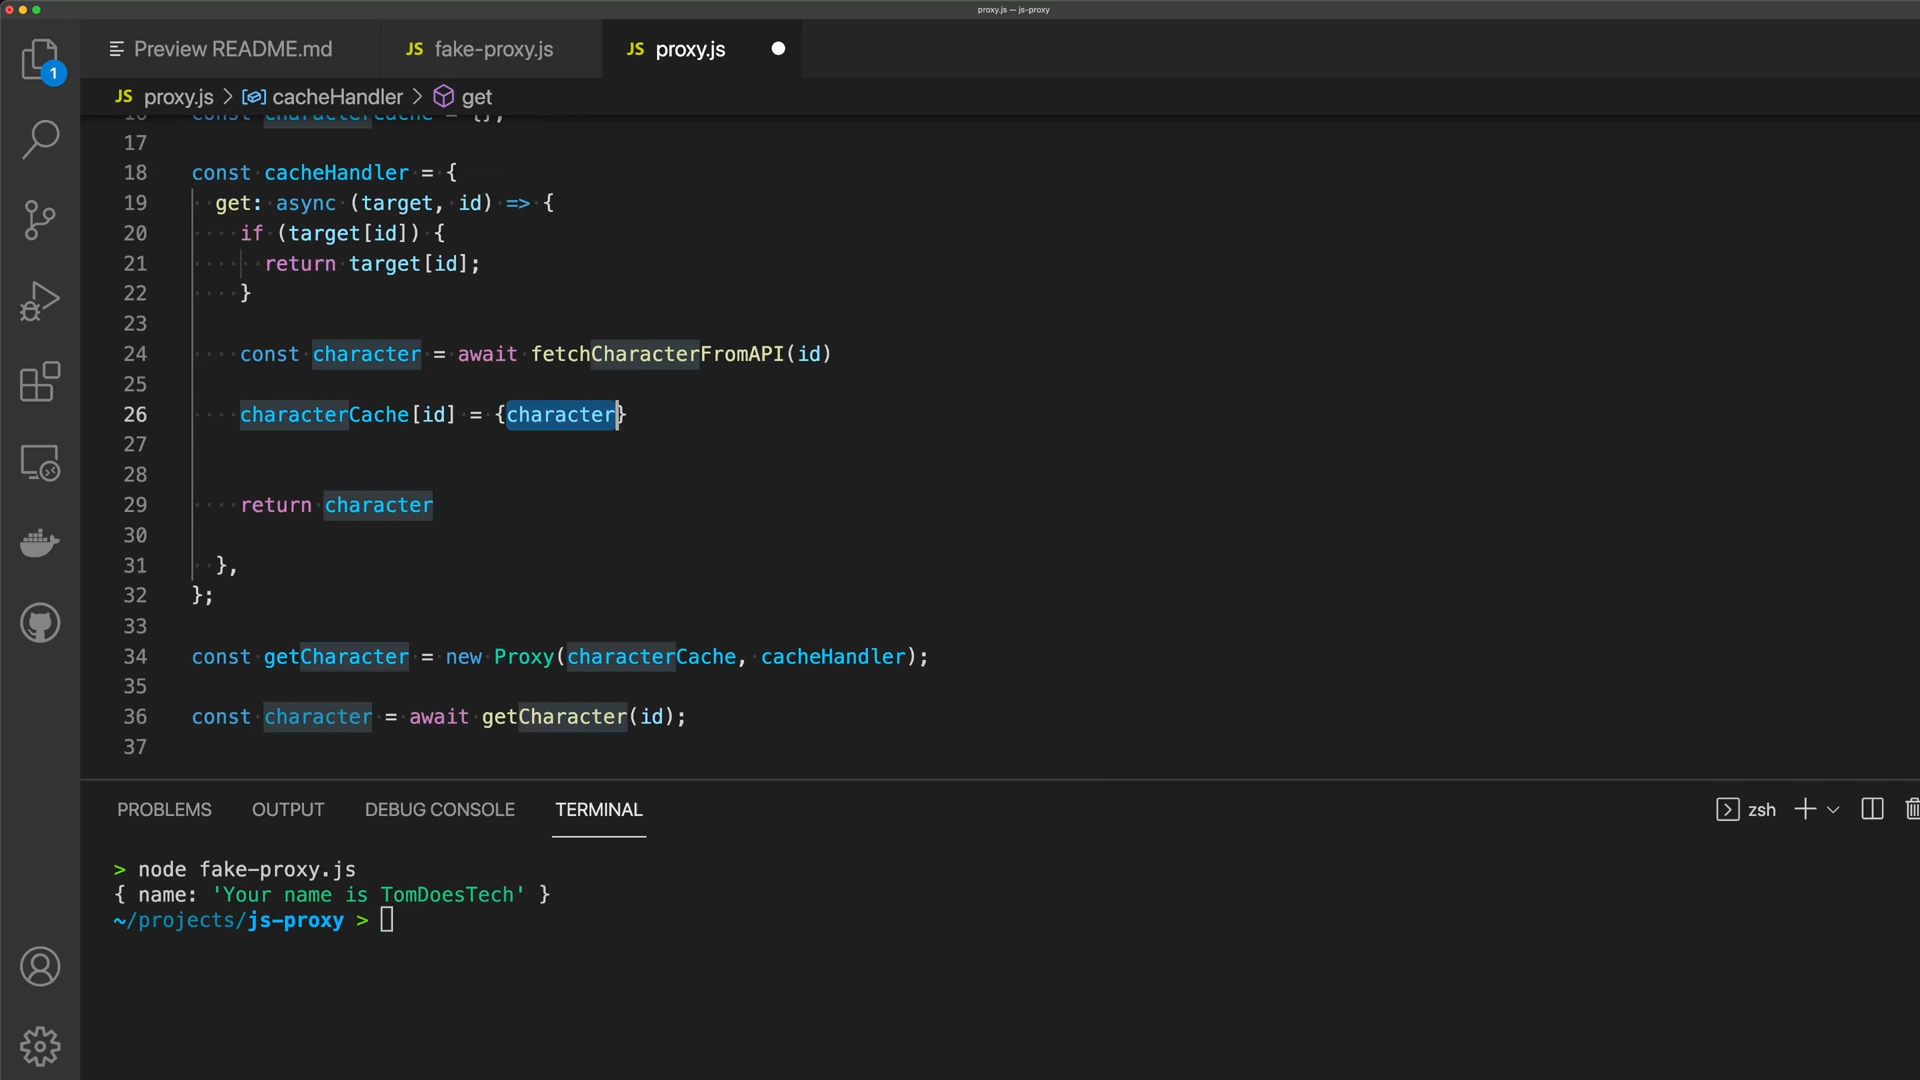 proxy.js — js-proxy
Preview README.md
JS fake-proxy.js
JS proxy.js
1
JS proxy.js > cacheHandler > get
16 const characterCache = {};
17
18 const cacheHandler = {
19 get: async (target, id) => {
20 if (target[id]) {
21 return target[id];
22 }
23
24 const character = await fetchCharacterFromAPI(id)
25
26 characterCache[id] = {character}
27
28
29 return character
30
31 },
32 };
33
34 const getCharacter = new Proxy(characterCache, cacheHandler);
35
36 const character = await getCharacter(id);
37
PROBLEMS OUTPUT DEBUG CONSOLE TERMINAL
zsh
> node fake-proxy.js
{ name: 'Your name is TomDoesTech' }
~/projects/js-proxy >